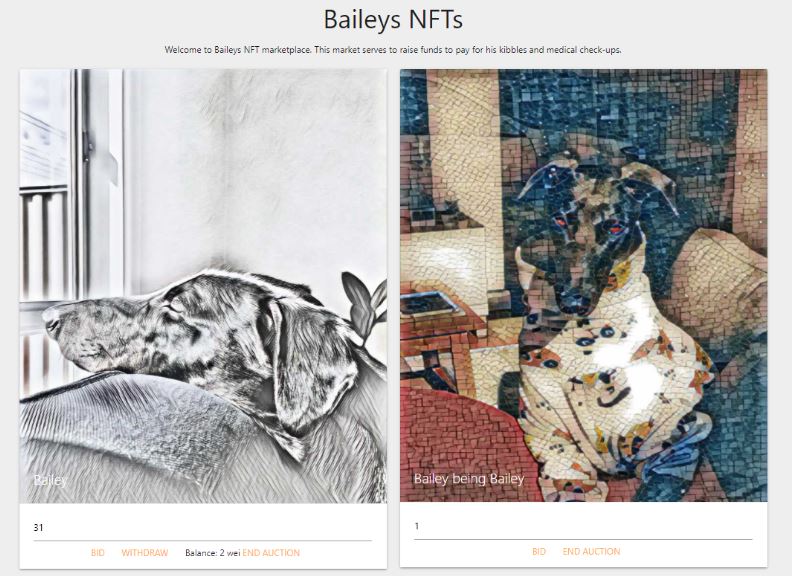 Baileys NFTs
Welcome to Baileys NFT marketplace. This market serves to raise funds to pay for his kibbles and medical check-ups.
Bailey
31
BID WITHDRAW Balance: 2 wei END AUCTION
Bailey being Bailey
1
BID END AUCTION